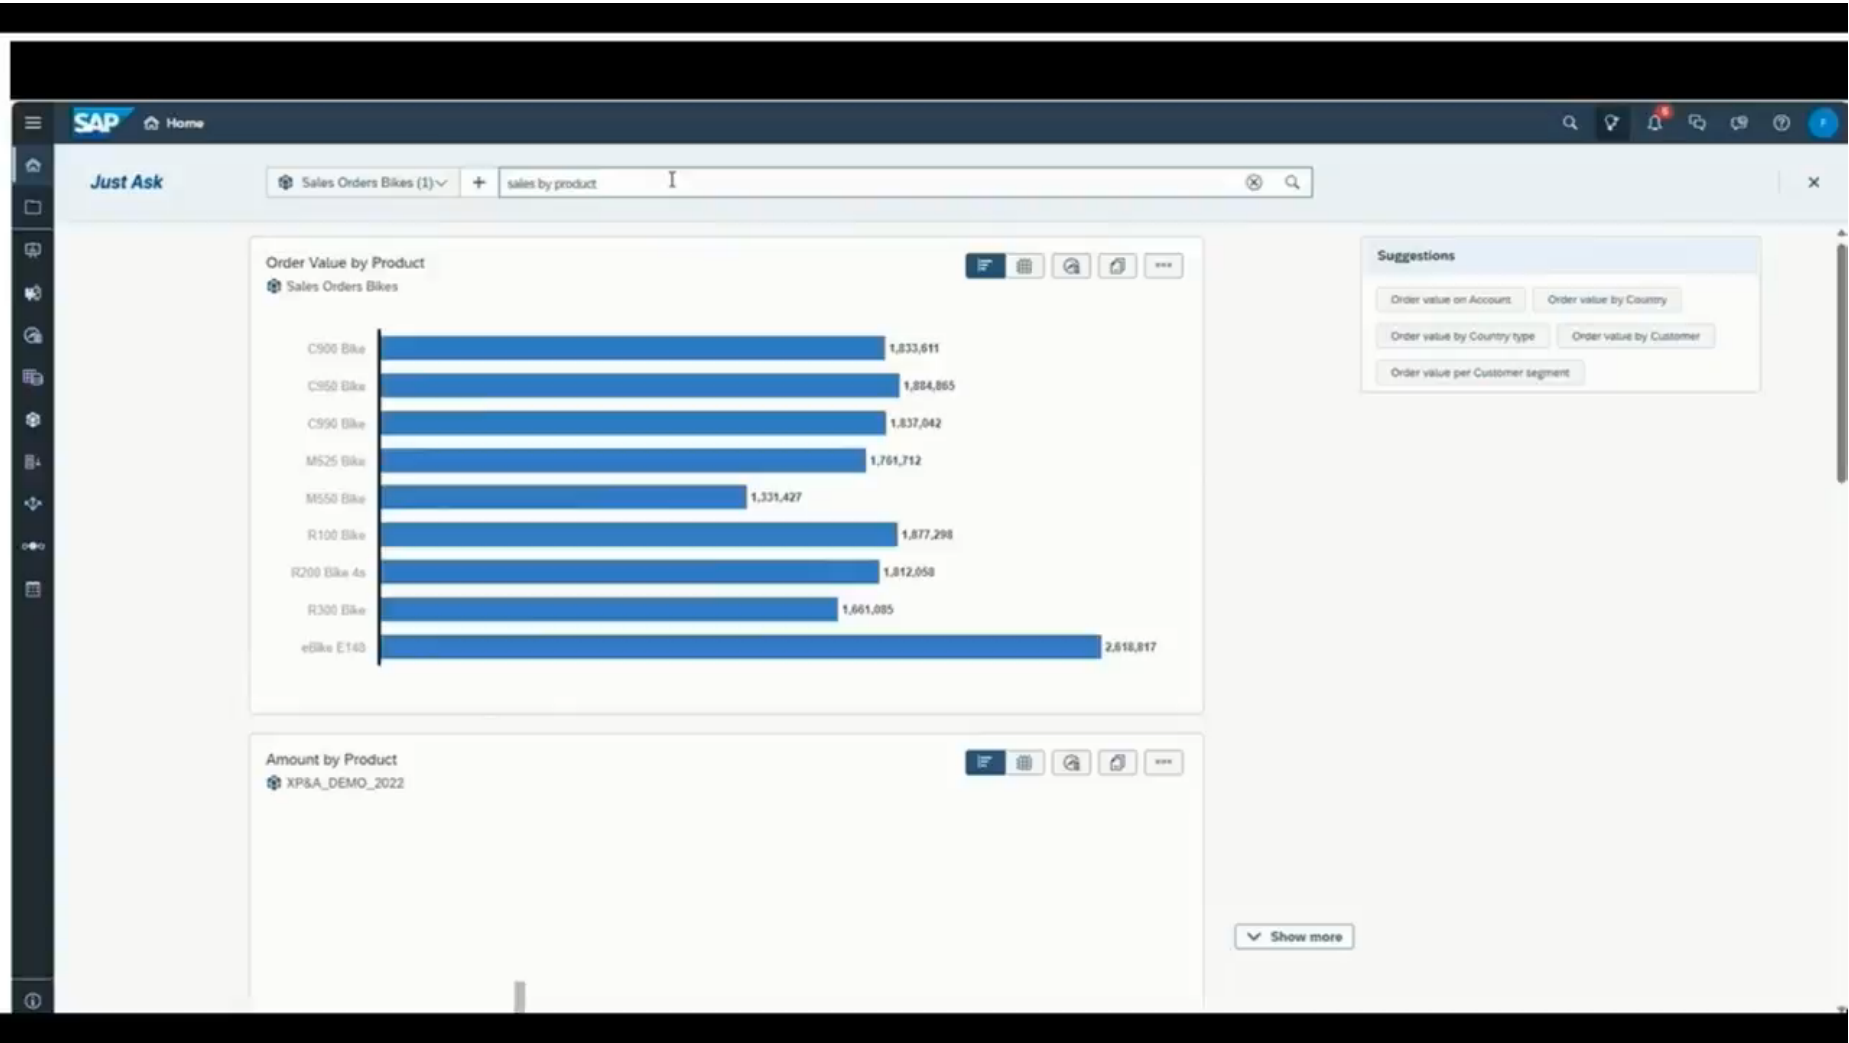 SAP Home
6
Just Ask
Sales Orders Bikes (1)
sales by product
Order Value by Product
Sales Orders Bikes
C900 Bike 1,833,611
C950 Bike 1,884,865
C990 Bike 1,837,042
M525 Bike 1,761,712
M550 Bike 1,331,427
R100 Bike 1,877,298
R200 Bike 4s 1,812,058
R300 Bike 1,661,085
eBike E140 2,618,817
Suggestions
Order value on Account Order value by Country
Order value by Country type Order value by Customer
Order value per Customer segment
Amount by Product
XP&A_DEMO_2022
Show more